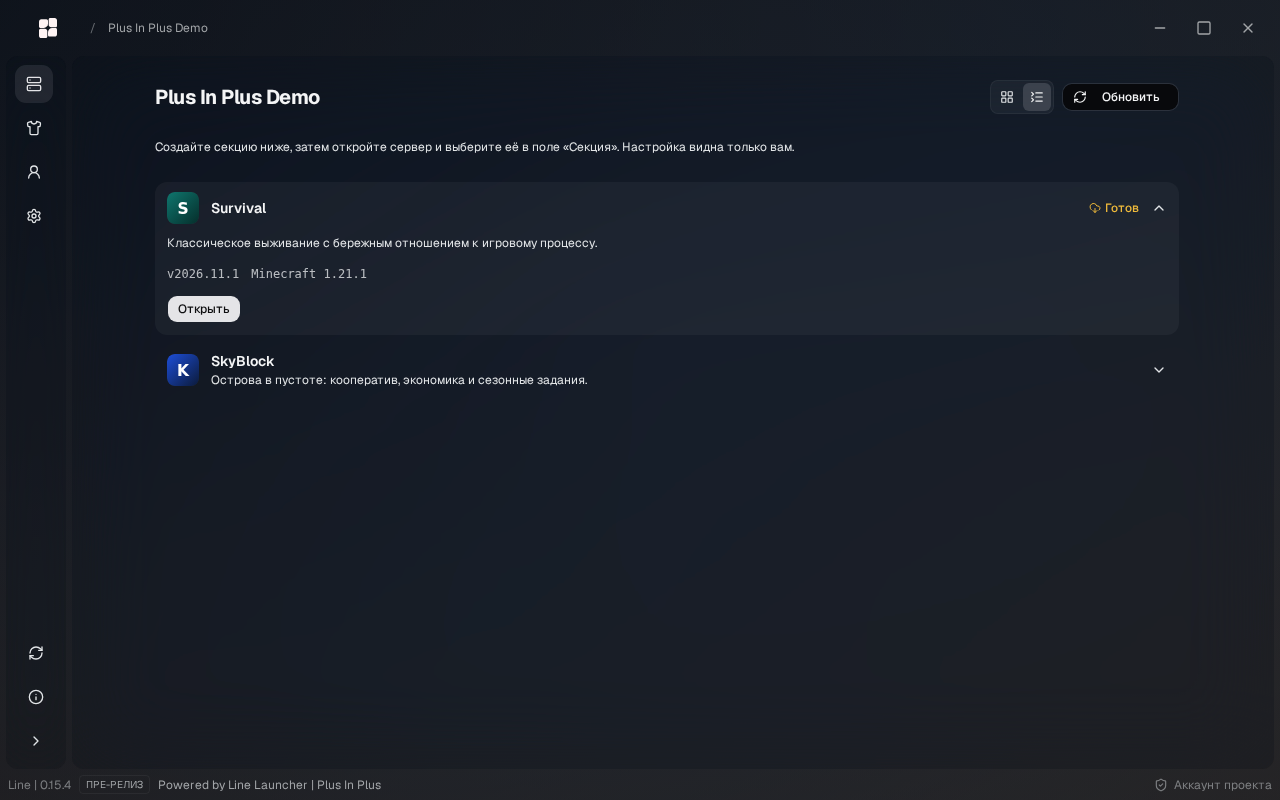 / Plus In Plus Demo
Plus In Plus Demo
Обновить
Создайте секцию ниже, затем откройте сервер и выберите её в поле «Секция». Настройка видна только вам.
S Survival
Готов
Классическое выживание с бережным отношением к игровому процессу.
v2026.11.1 Minecraft 1.21.1
Открыть
K SkyBlock
Острова в пустоте: кооператив, экономика и сезонные задания.
Line | 0.15.4 ПРЕ-РЕЛИЗ Powered by Line Launcher | Plus In Plus
Аккаунт проекта